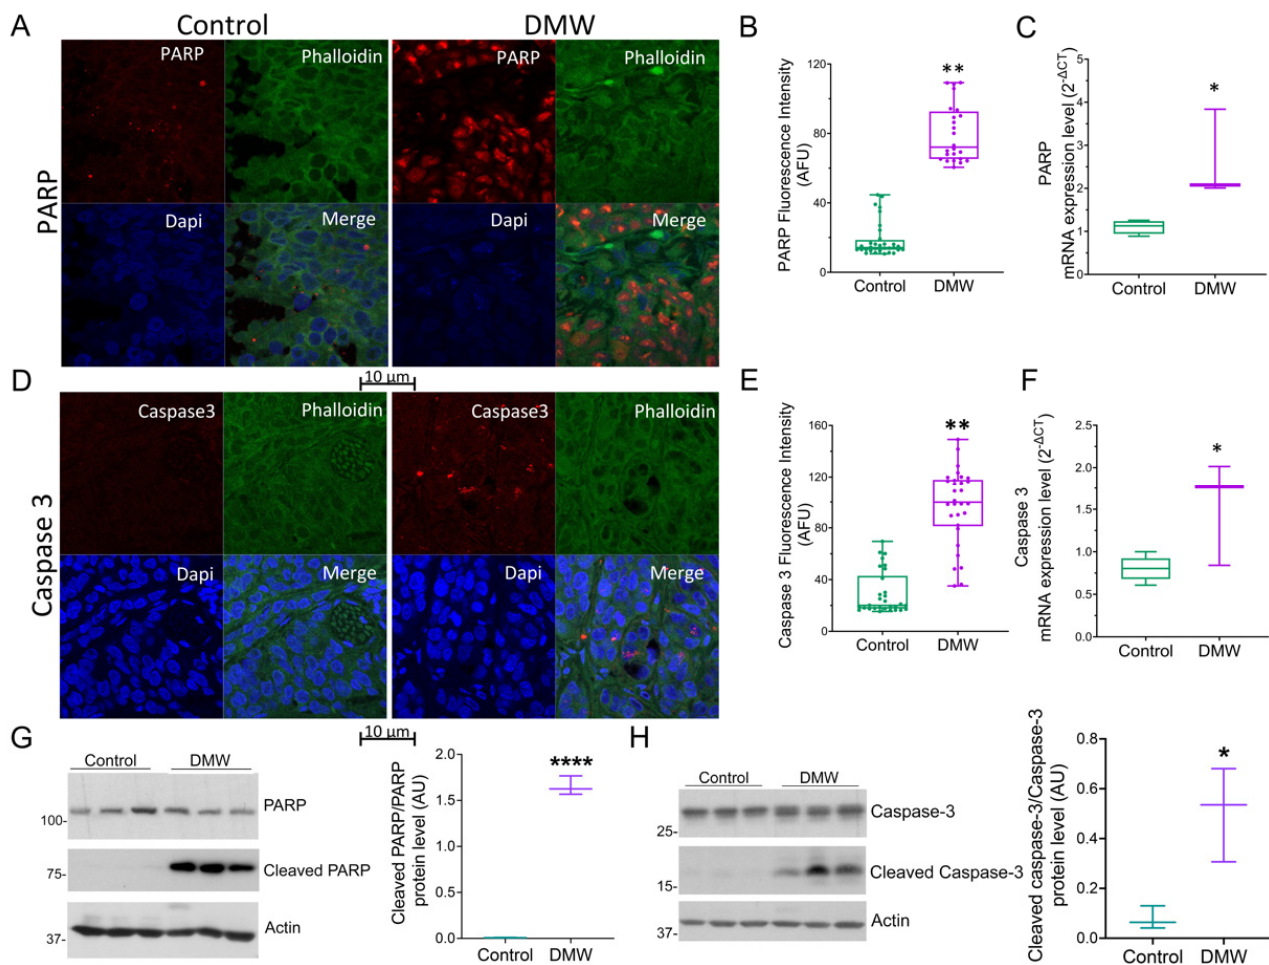 A
Control
DMW
PARP
PARP
Phalloidin
PARP
Phalloidin
Dapi
Merge
Dapi
Merge
10 µm
B
PARP Fluorescence Intensity
(AFU)
120
80
40
0
**
Control
DMW
C
PARP
mRNA expression level (2-ΔCT)
5
4
3
2
1
0
*
Control
DMW
D
Caspase 3
Caspase3
Phalloidin
Caspase3
Phalloidin
Dapi
Merge
Dapi
Merge
10 µm
E
Caspase 3 Fluorescence Intensity
(AFU)
160
120
80
40
0
**
Control
DMW
F
Caspase 3
mRNA expression level (2-ΔCT)
2.5
2.0
1.5
1.0
0.5
0.0
*
Control
DMW
G
Control
DMW
100-
PARP
75-
Cleaved PARP
37-
Actin
Cleaved PARP/PARP
protein level (AU)
2.0
1.5
1.0
0.5
0.0
****
Control
DMW
H
Control
DMW
Caspase-3
25-
Cleaved Caspase-3
15-
Actin
37-
Cleaved caspase-3/Caspase-3
protein level (AU)
0.8
0.6
0.4
0.2
0.0
*
Control
DMW